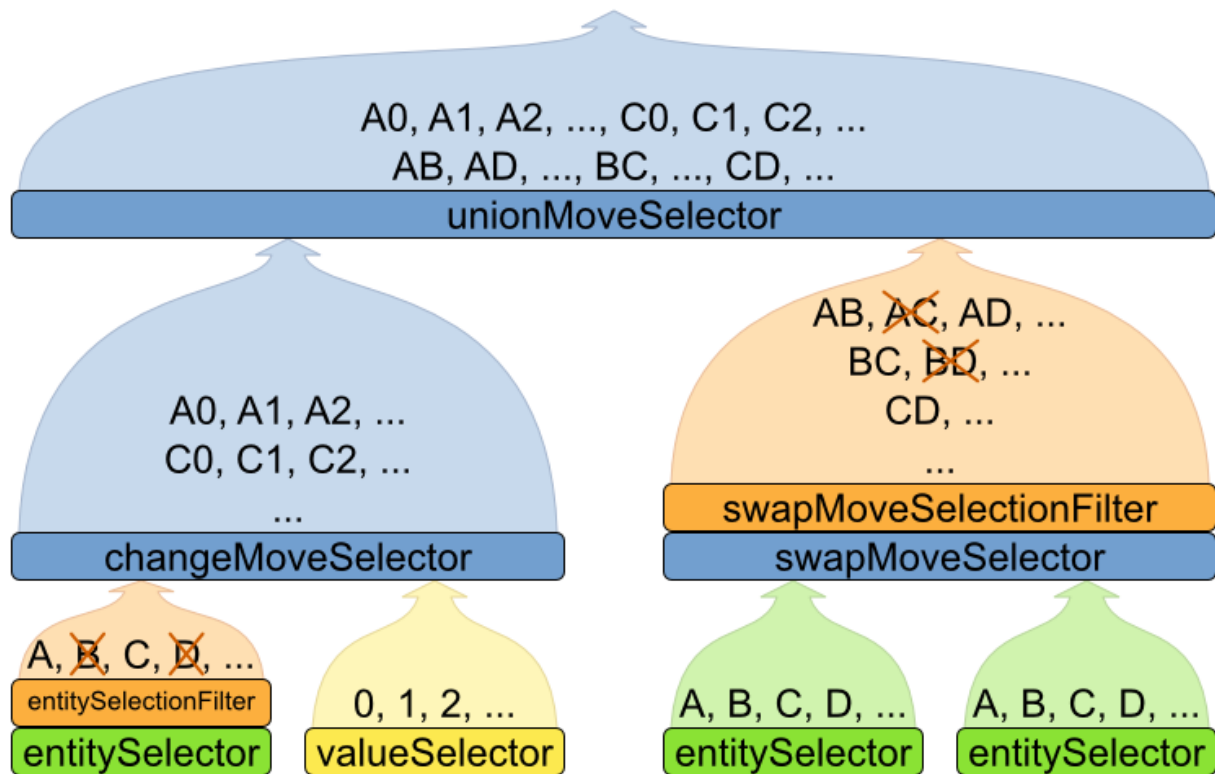 A0, A1, A2, ..., C0, C1, C2, ...
AB, AD, ..., BC, ..., CD, ...
unionMoveSelector
A0, A1, A2, ...
C0, C1, C2, ...
...
changeMoveSelector
A, B, C, D, ...
entitySelectionFilter
entitySelector
0, 1, 2, ...
valueSelector
AB, AC, AD, ...
BC, BD, ...
CD, ...
...
swapMoveSelectionFilter
swapMoveSelector
A, B, C, D, ...
entitySelector
A, B, C, D, ...
entitySelector